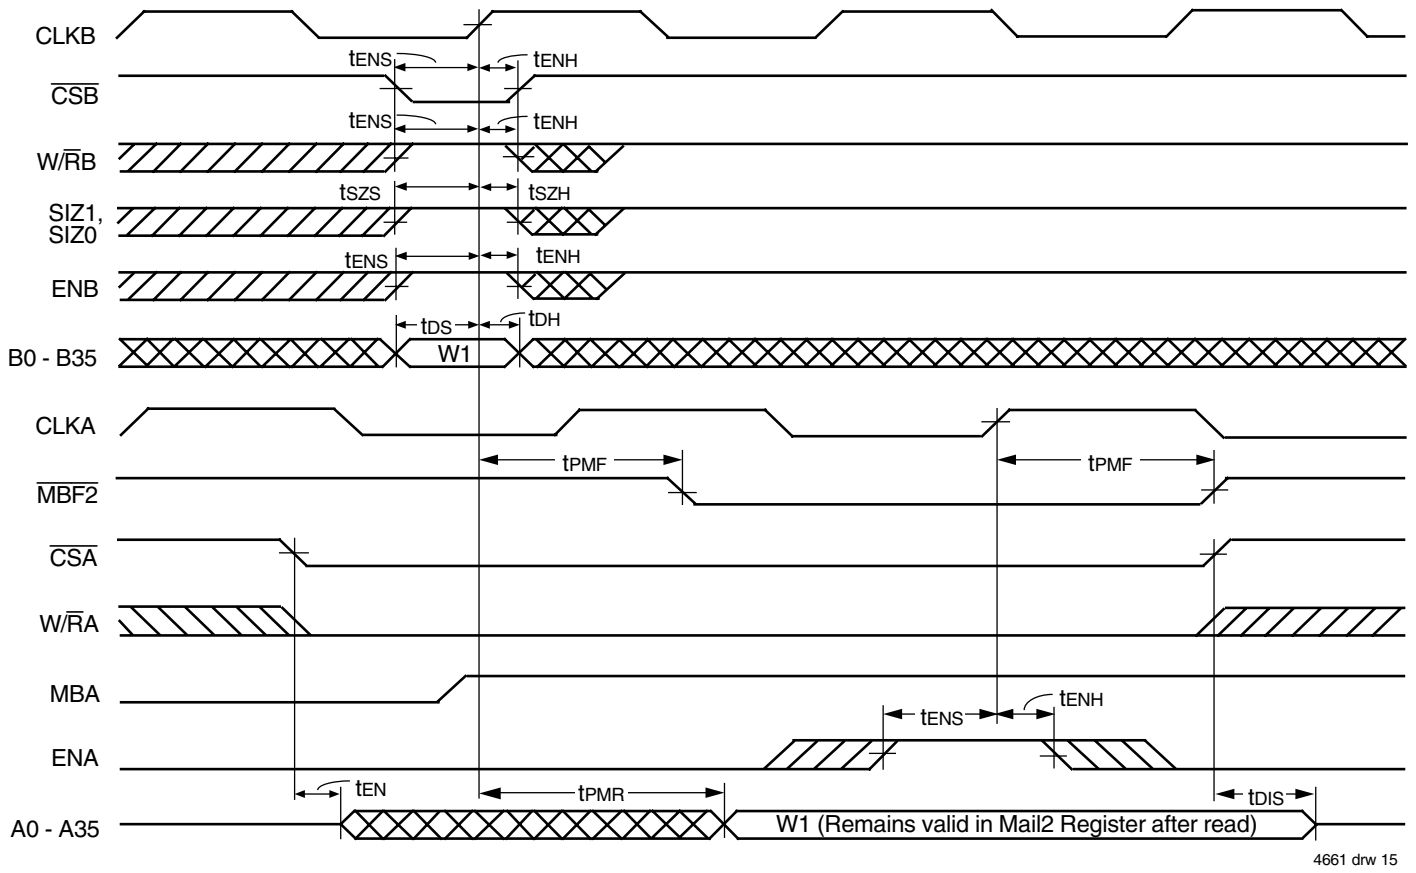 CLKB
tENS tENH
CSB
tENS tENH
W/RB
tSZS tSZH
SIZ1,
SIZ0
tENS tENH
ENB
tDS tDH
B0 - B35 W1
CLKA
tPMF tPMF
MBF2
CSA
W/RA
MBA
tENS tENH
ENA
tEN tPMR tDIS
A0 - A35 W1 (Remains valid in Mail2 Register after read)
4661 drw 15